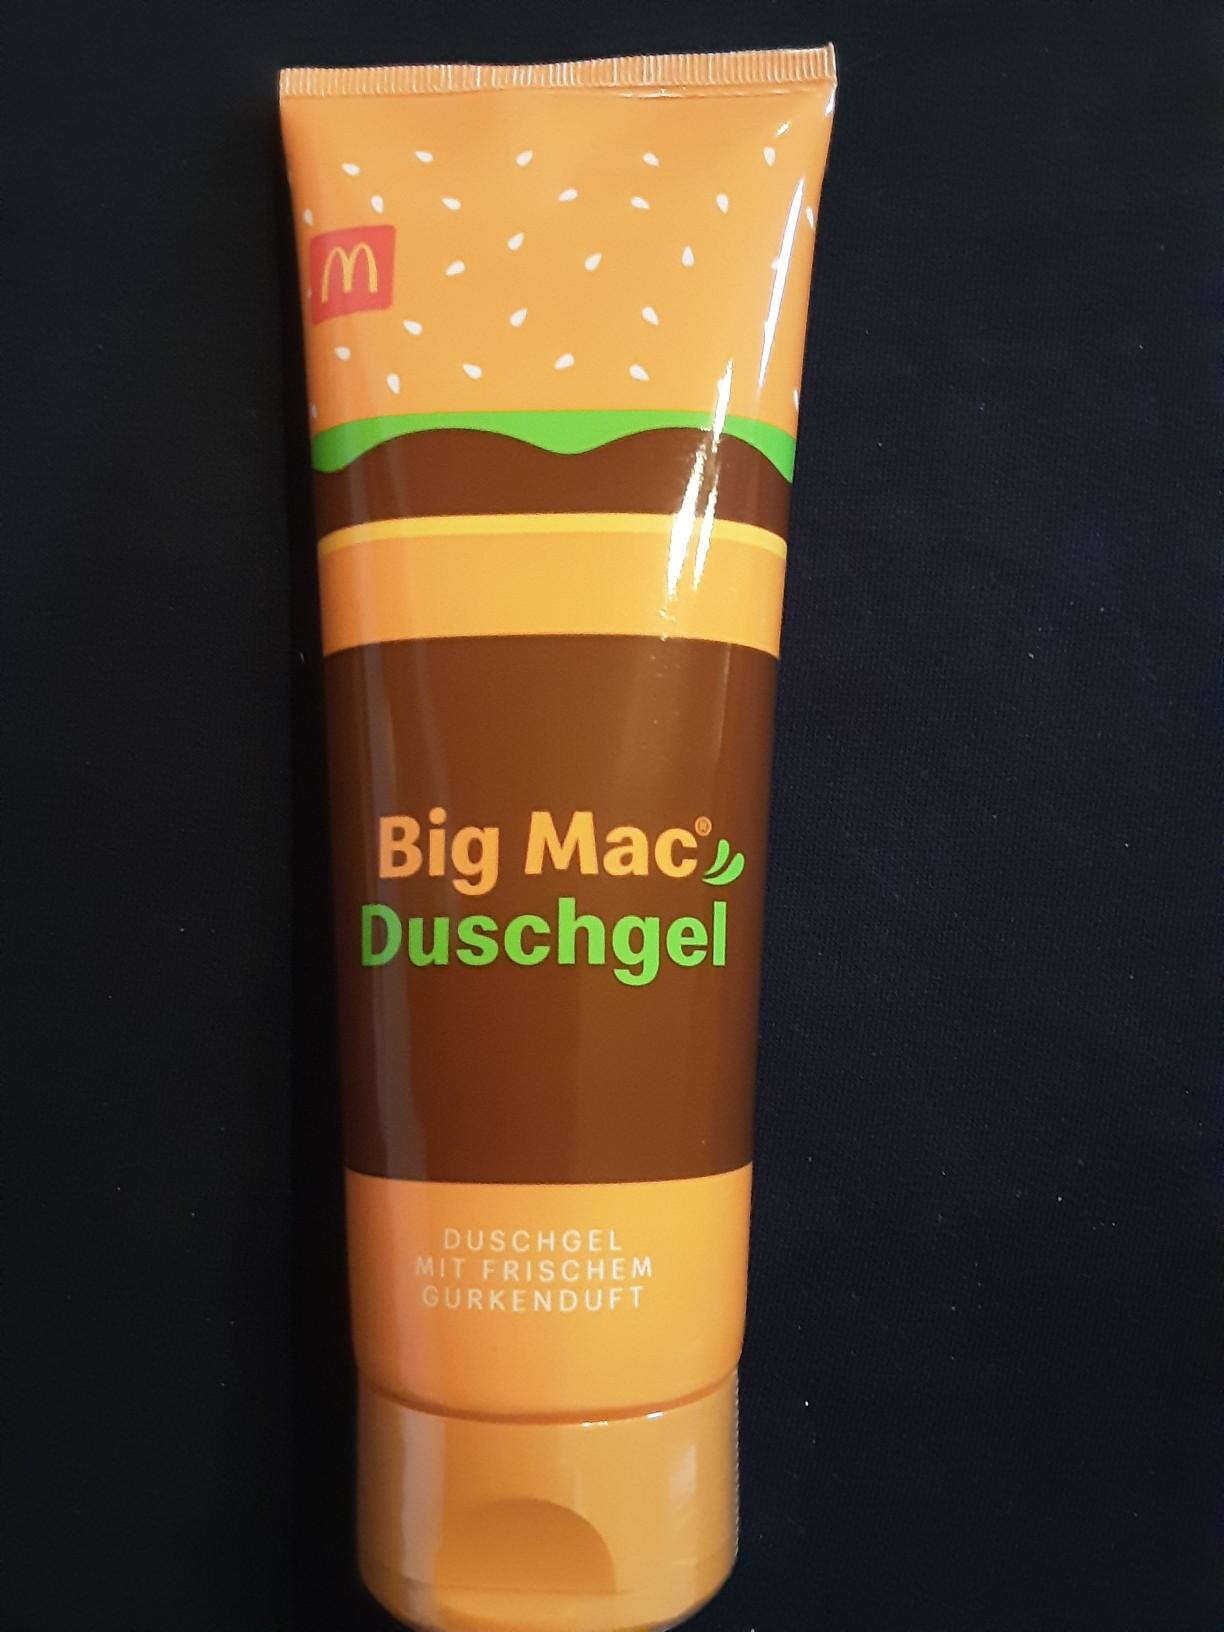 M
Big Mac®
Duschgel
DUSCHGEL
MIT FRISCHEM
GURKENDUFT